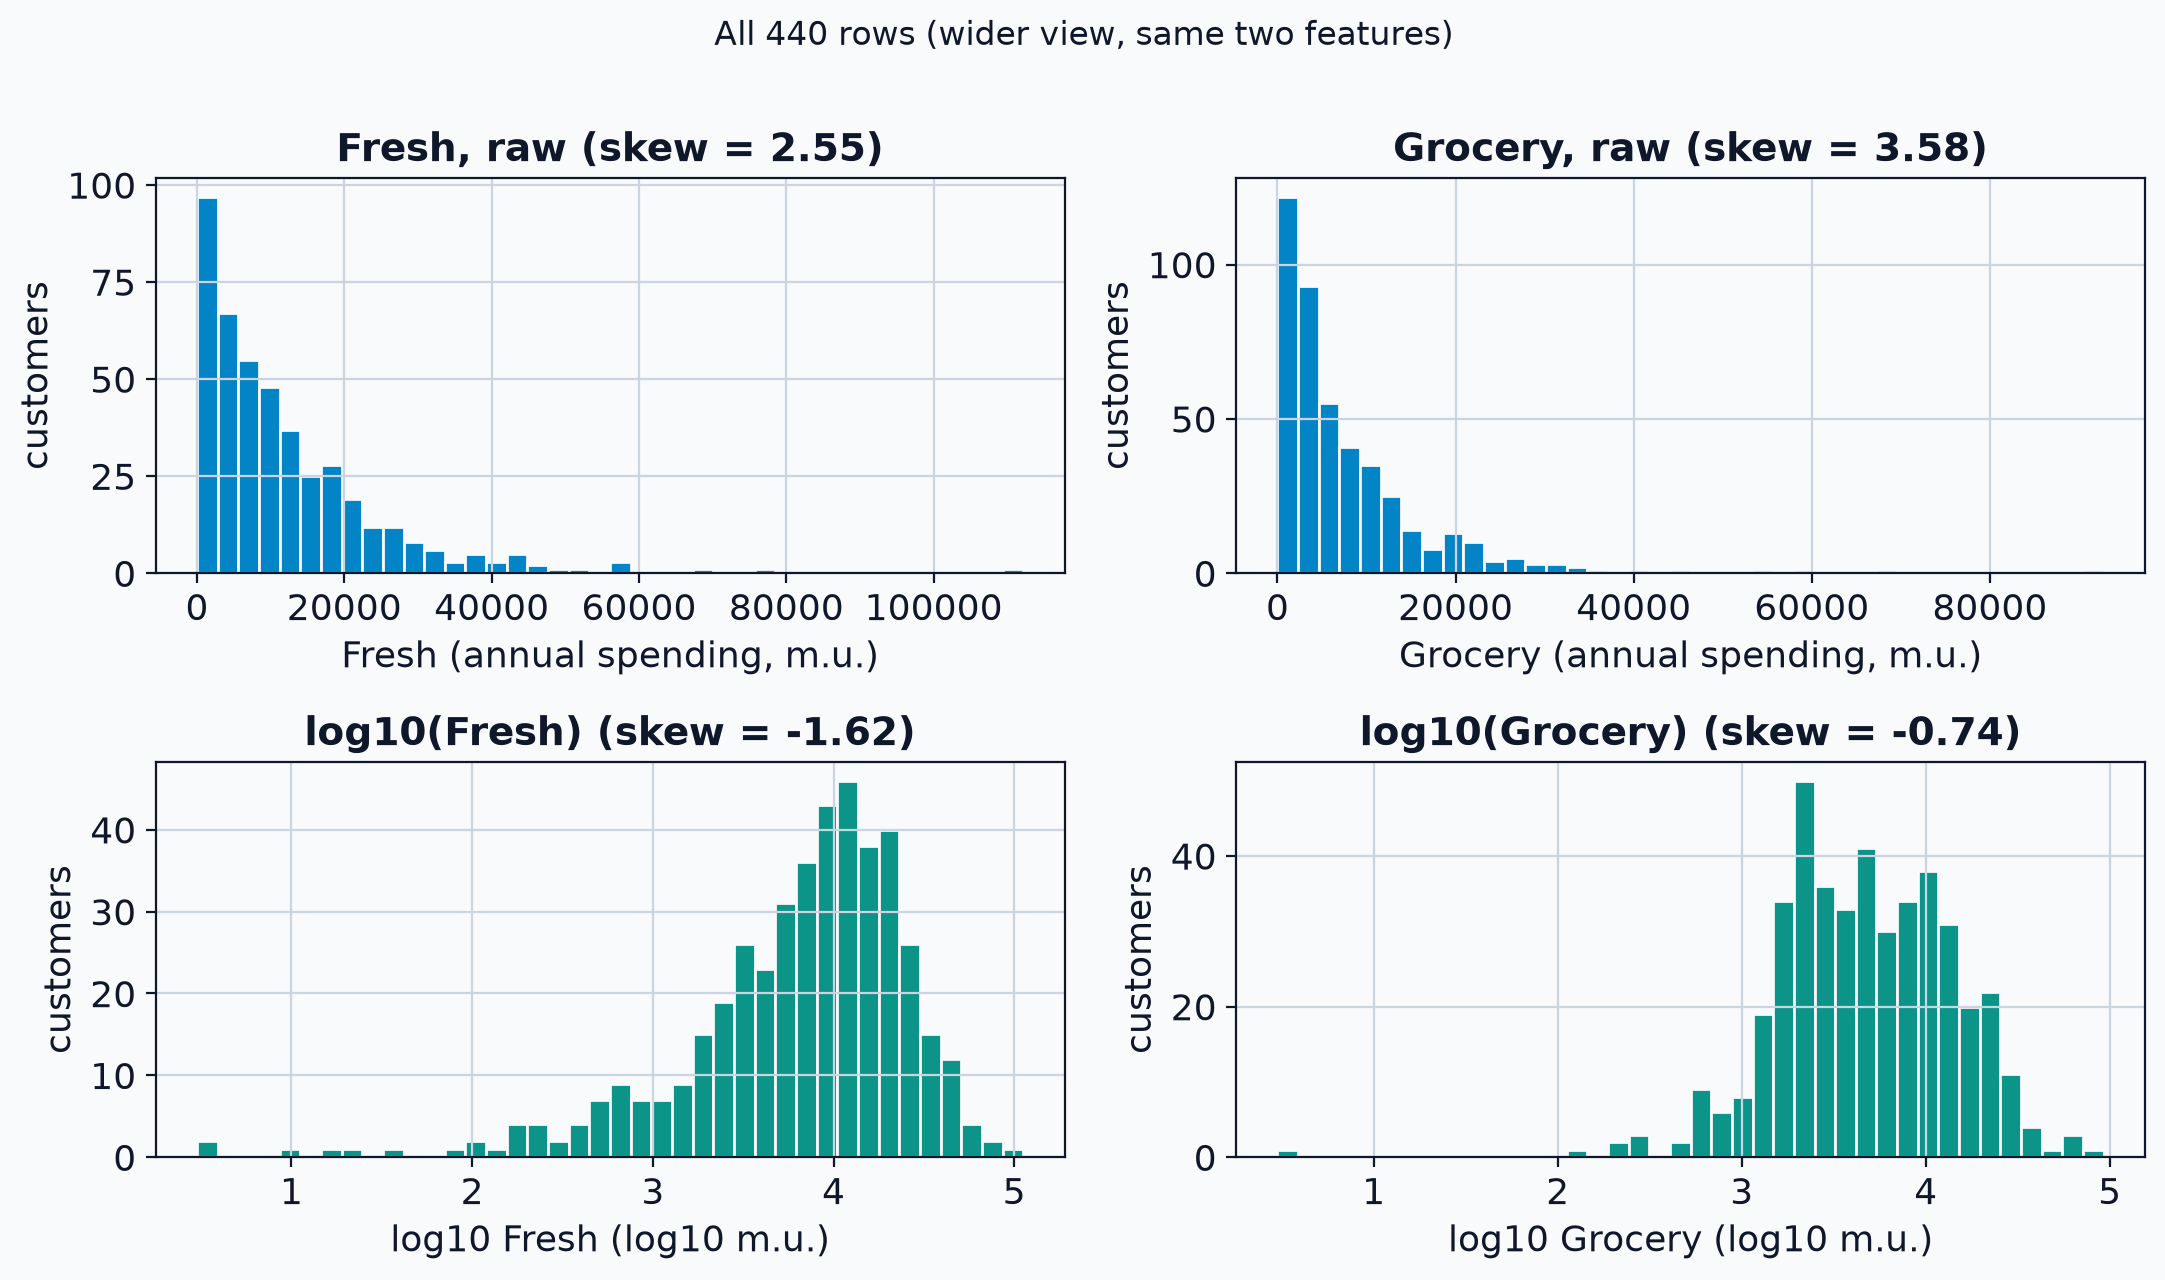 All 440 rows (wider view, same two features)
Fresh, raw (skew = 2.55)
customers
100
75
50
25
0
0 20000 40000 60000 80000 100000
Fresh (annual spending, m.u.)
Grocery, raw (skew = 3.58)
customers
100
50
0
0 20000 40000 60000 80000
Grocery (annual spending, m.u.)
log10(Fresh) (skew = -1.62)
customers
40
30
20
10
0
1 2 3 4 5
log10 Fresh (log10 m.u.)
log10(Grocery) (skew = -0.74)
customers
40
20
0
1 2 3 4 5
log10 Grocery (log10 m.u.)